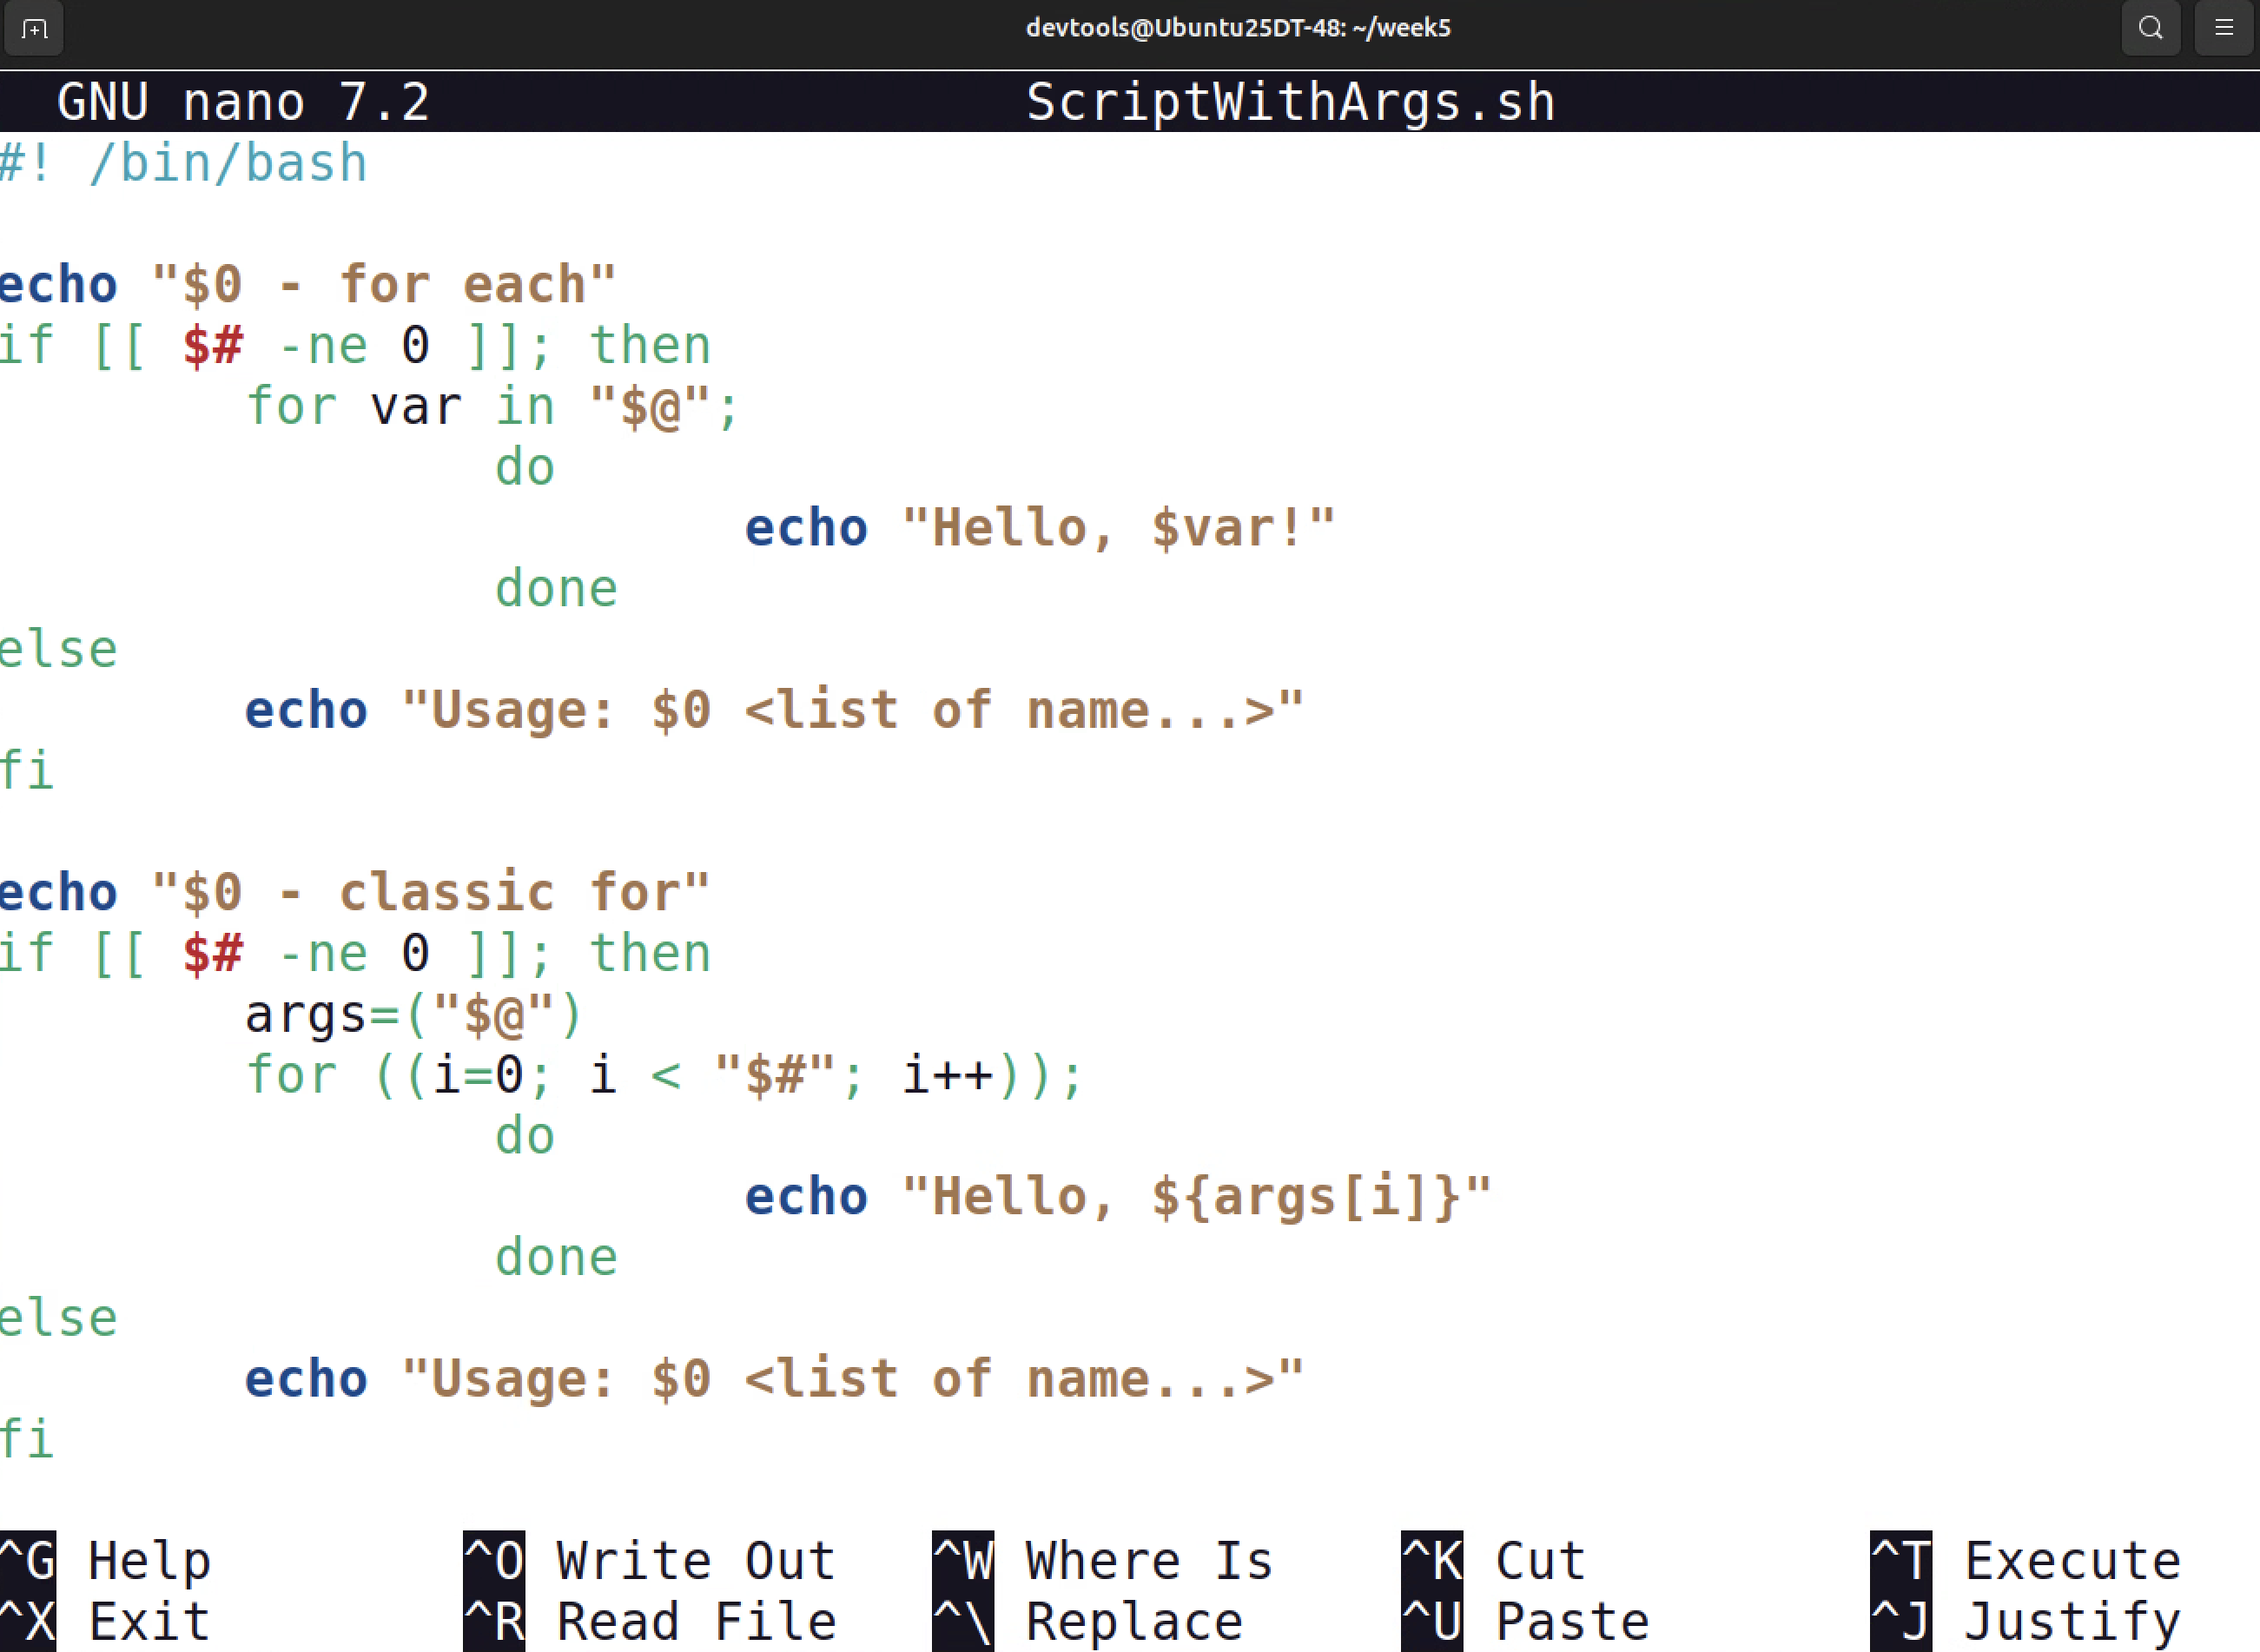 devtools@Ubuntu25DT-48: ~/week5
GNU nano 7.2 ScriptWithArgs.sh
#! /bin/bash
echo "$0 - for each"
if [[ $# -ne 0 ]]; then
for var in "$@";
do
echo "Hello, $var!"
done
else
echo "Usage: $0 <list of name...>"
fi
echo "$0 - classic for"
if [[ $# -ne 0 ]]; then
args=("$@")
for ((i=0; i < "$#"; i++));
do
echo "Hello, ${args[i]}"
done
else
echo "Usage: $0 <list of name...>"
fi
^G Help ^O Write Out ^W Where Is ^K Cut ^T Execute
^X Exit ^R Read File ^\ Replace ^U Paste ^J Justify